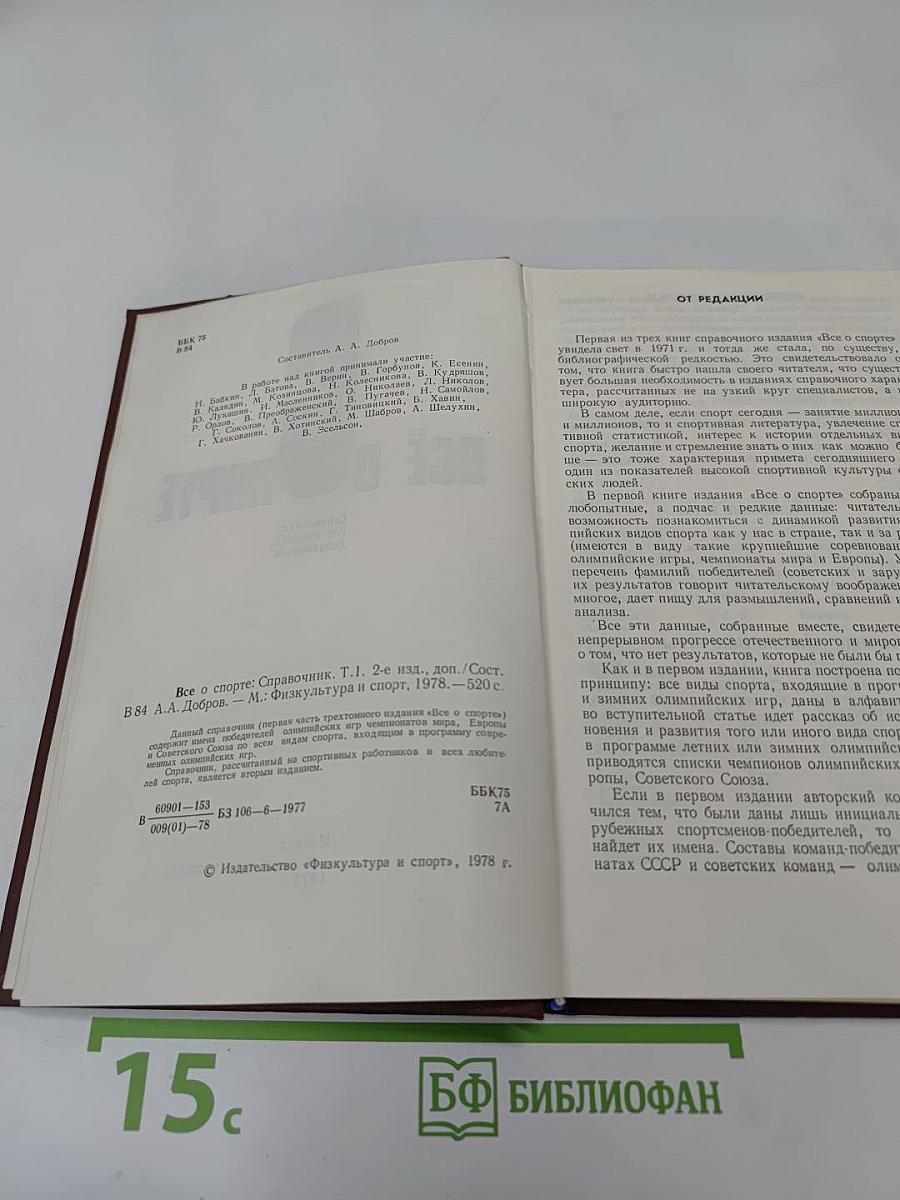 ББК 75
В 84
Составитель А. А. Добров
В работе над книгой принимали участие:
Н. Бабкин, Л. Батова, В. Верин, В. Горбунов, К. Есенин,
В. Калядин, М. Козинцова, Н. Колесникова, В. Кудряшов,
Ю. Лукашин, И. Масленников, О. Николаев, Л. Николов,
Р. Орлов, В. Преображенский, В. Пугачев, Н. Самойлов,
Г. Соколов, А. Соскин, Г. Тиновицкий, Б. Хавин,
Г. Хачкованян, В. Хотинский, М. Шабров, А. Шелухин,
В. Эсельсон,
Все о спорте: Справочник. Т.1. 2-е изд., доп./Сост.
В 84 А.А. Добров. — М.: Физкультура и спорт, 1978.—520 с.
Данный справочник (первая часть трехтомного издания «Все о спорте»)
содержит имена победителей олимпийских игр чемпионатов мира, Европы
и Советского Союза по всем видам спорта, входящим в программу совре-
менных олимпийских игр.
Справочник, рассчитанный на спортивных работников и всех любите-
лей спорта, является вторым изданием.
В 60901—153
009(01)—78 БЗ 106—6—1977
ББК75
7А
© Издательство «Физкультура и спорт», 1978 г.
ОТ РЕДАКЦИИ
Первая из трех книг справочного издания «Все о спорте»
увидела свет в 1971 г. и тогда же стала, по существу,
библиографической редкостью. Это свидетельствовало о
том, что книга быстро нашла своего читателя, что сущест
вует большая необходимость в изданиях справочного харак
тера, рассчитанных не на узкий круг специалистов, а
широкую аудиторию.
В самом деле, если спорт сегодня — занятие миллион
и миллионов, то и спортивная литература, увлечение сп
тивной статистикой, интерес к истории отдельных ви
спорта, желание и стремление знать о них как можно б
ше — это тоже характерная примета сегодняшнего
один из показателей высокой спортивной культуры
ских людей.
В первой книге издания «Все о спорте» собраны
любопытные, а подчас и редкие данные: читатель
возможность познакомиться с динамикой развития
пийских видов спорта как у нас в стране, так и за р
(имеются в виду такие крупнейшие соревнован
олимпийские игры, чемпионаты мира и Европы). У
перечень фамилий победителей (советских и зару
их результатов говорит читательскому воображен
многое, дает пищу для размышлений, сравнений и
анализа.
Все эти данные, собранные вместе, свидете
непрерывном прогрессе отечественного и миров
о том, что нет результатов, которые не были бы п
Как и в первом издании, книга построена по
принципу: все виды спорта, входящие в прогр
и зимних олимпийских игр, даны в алфавит
во вступительной статье идет рассказ об ис
новения и развития того или иного вида спор
в программе летних или зимних олимпийск
приводятся списки чемпионов олимпийских
ропы, Советского Союза.
Если в первом издании авторский ко
чился тем, что были даны лишь инициаль
рубежных спортсменов-победителей, то
найдет их имена. Составы команд-победит
натах СССР и советских команд — олим
15с
БФ БИБЛИОФАН